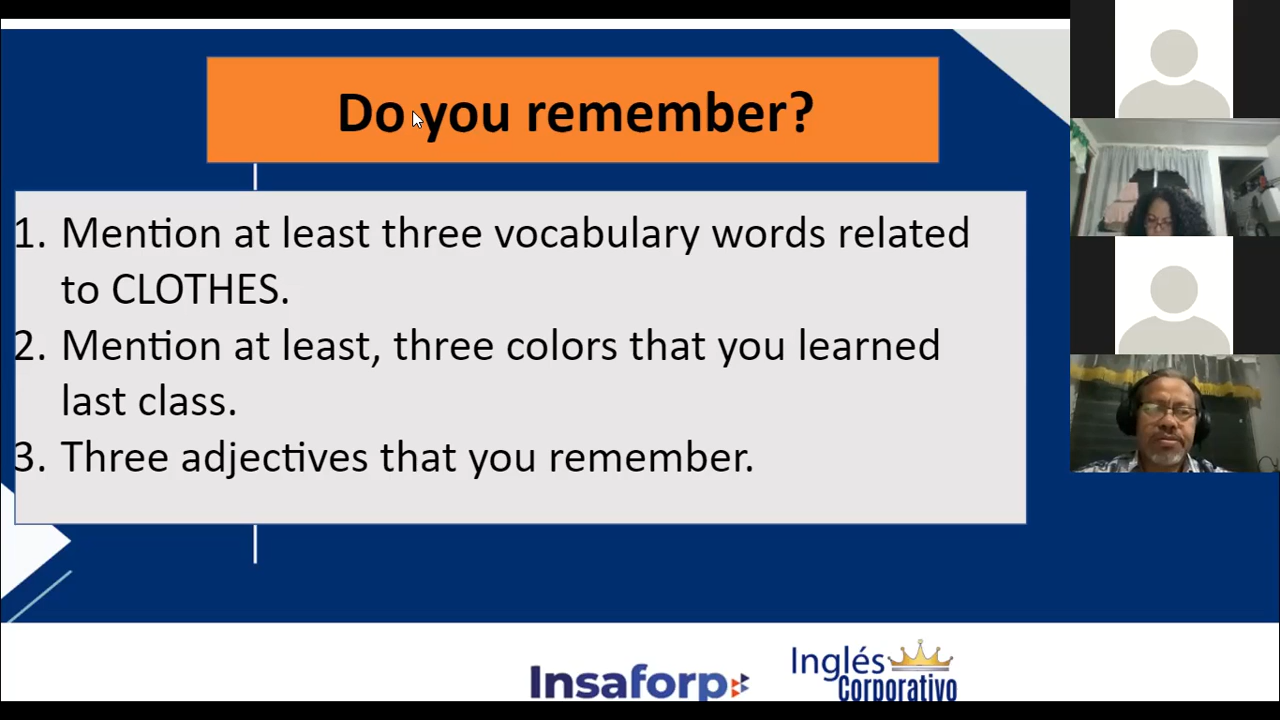 Do you remember?
1. Mention at least three vocabulary words related
to CLOTHES.
2. Mention at least, three colors that you learned
last class.
3. Three adjectives that you remember.
Insaforp
Inglés
Corporativo